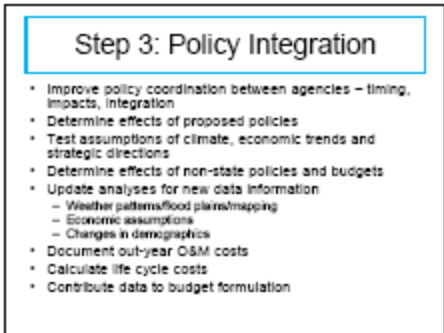 Step 3: Policy Integration
• Improve policy coordination between agencies – timing,
impacts, integration
• Determine effects of proposed policies
• Test assumptions of climate, economic trends and
strategic directions
• Determine effects of non-state policies and budgets
• Update analyses for new data information
– Weather patterns/flood plains/mapping
– Economic assumptions
– Changes in demographics
• Document out-year O&M costs
• Calculate life cycle costs
• Contribute data to budget formulation